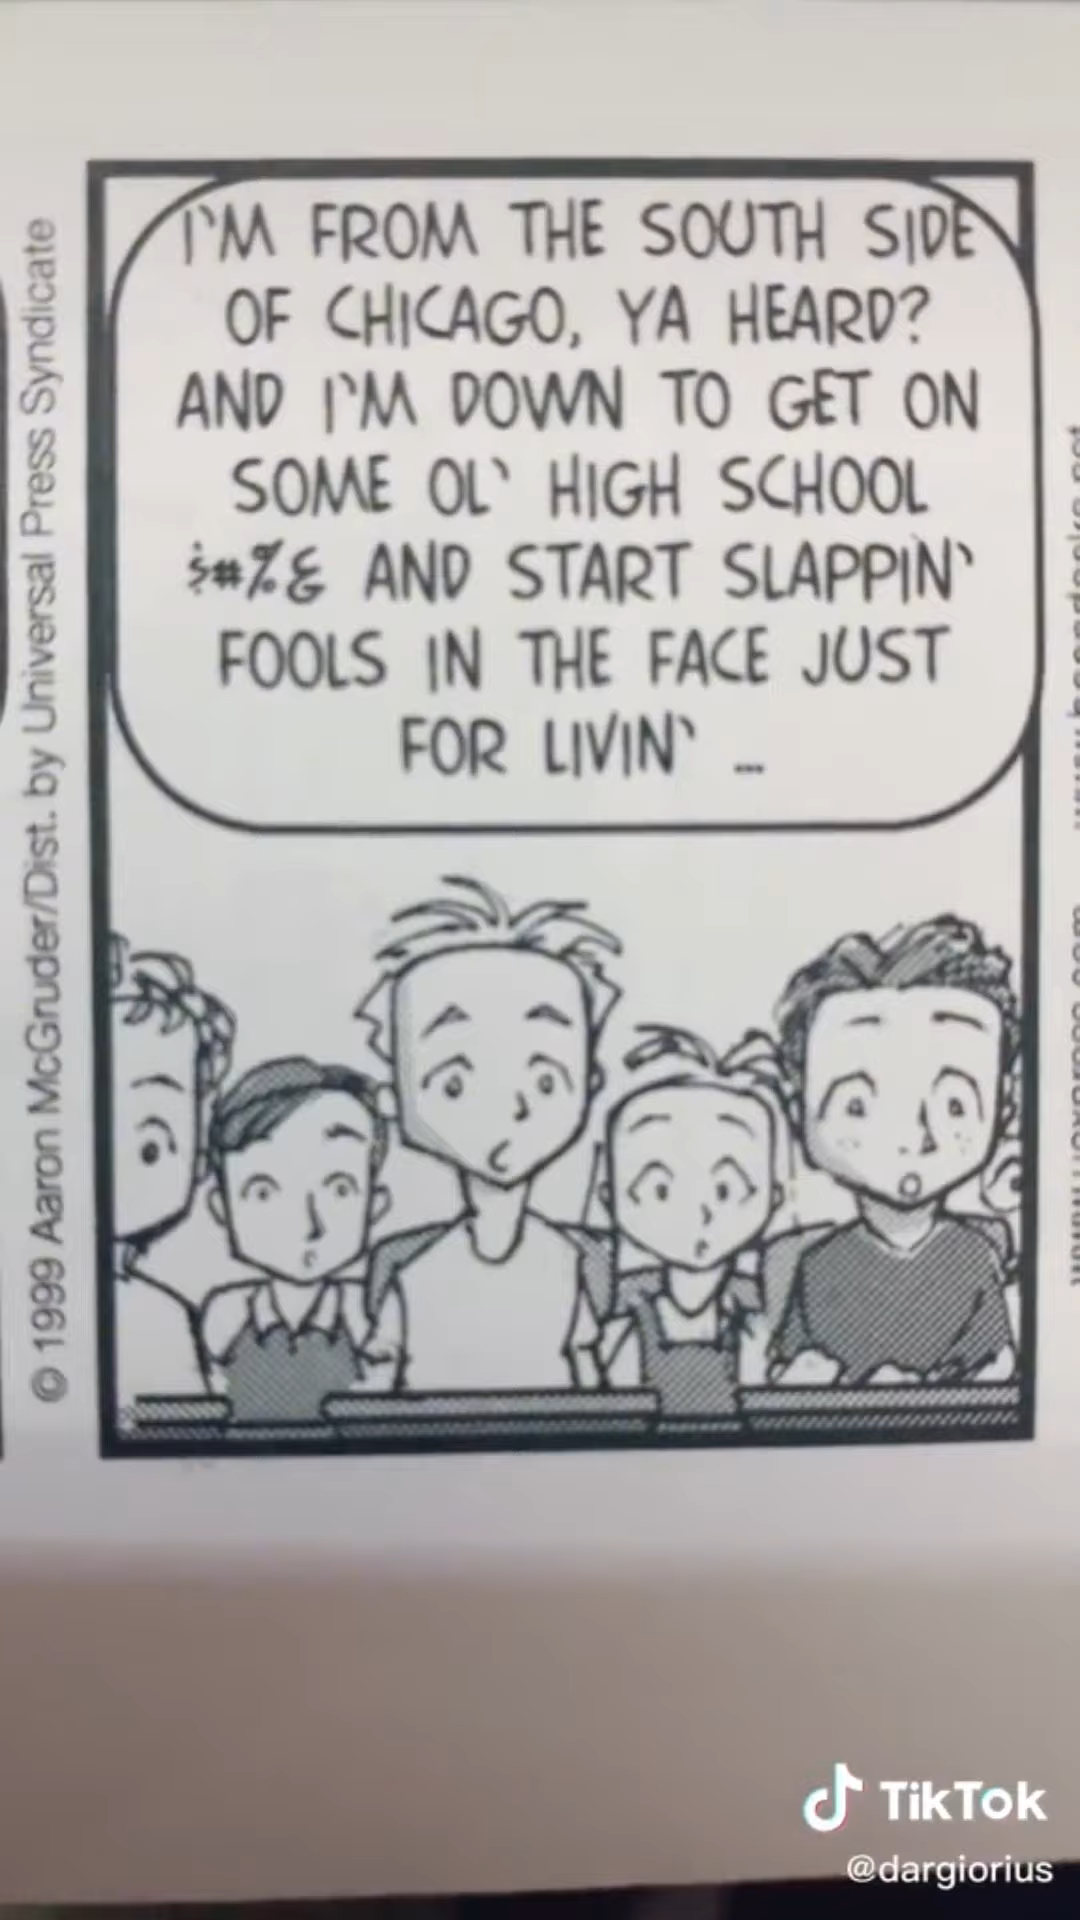 I'M FROM THE SOUTH SIDE
OF CHICAGO, YA HEARD?
AND I'M DOWN TO GET ON
SOME OL' HIGH SCHOOL
$#%& AND START SLAPPIN'
FOOLS IN THE FACE JUST
FOR LIVIN' ...
© 1999 Aaron McGruder/Dist. by Universal Press Syndicate
TikTok
@dargiorius